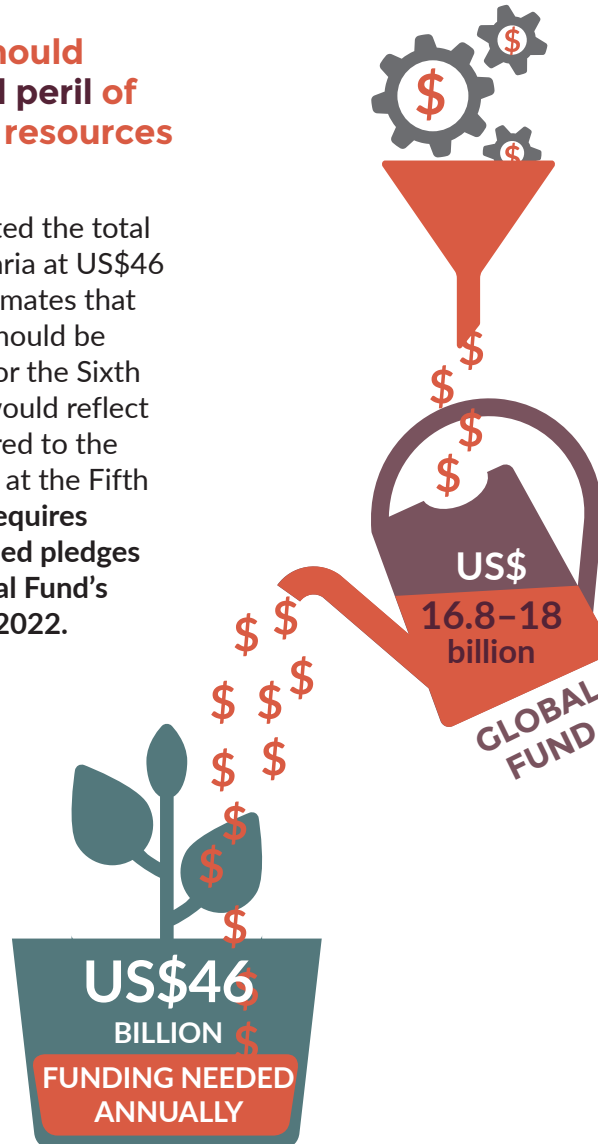 hould
l peril of
resources
ted the total
aria at US$46
mates that
hould be
or the Sixth
would reflect
red to the
at the Fifth
equires
ed pledges
al Fund's
2022.
$
$
$
$
$
$
$
US$
16.8–18
billion
GLOBAL
FUND
$
$
$
$
$
$
$
$
$
$
$
$
US$46
BILLION
FUNDING NEEDED
ANNUALLY